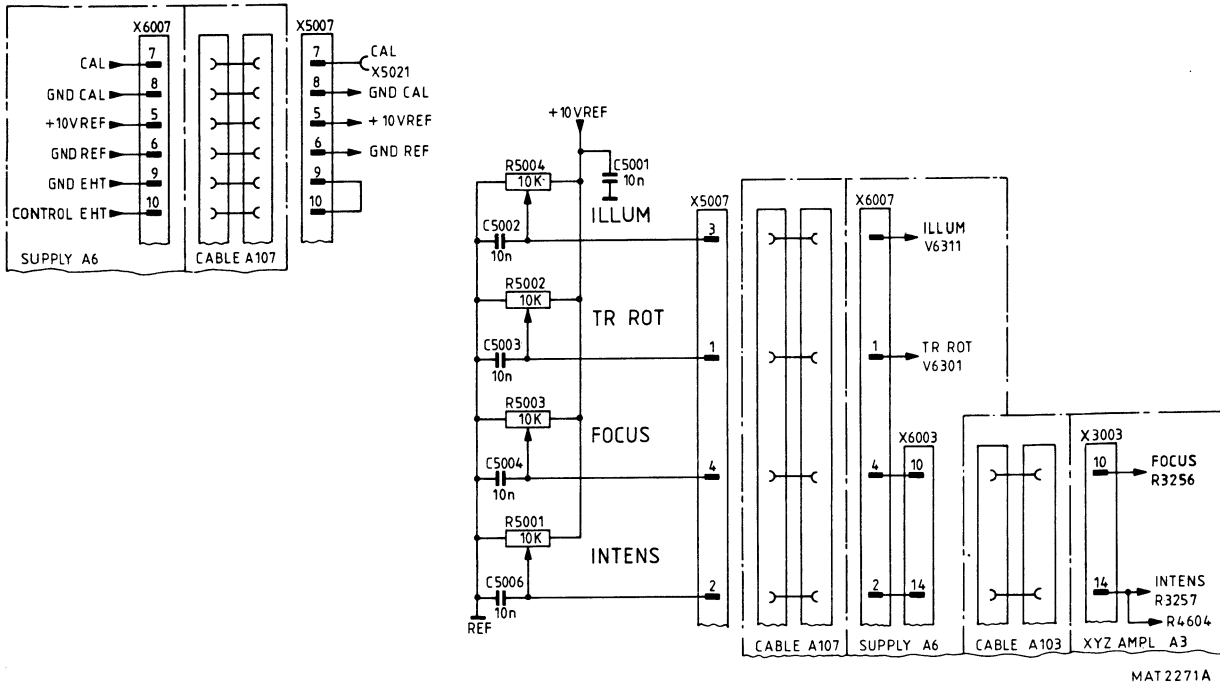 X6007
X5007
CAL 7
7 CAL
X5021
GND CAL 8
8 GND CAL
+10VREF 5
5 +10VREF
GND REF 6
6 GND REF
GND EHT 9
9
CONTROL EHT 10
10
SUPPLY A6
CABLE A107
+10VREF
R5004
10K
C5001
10n
ILLUM
C5002
10n
X5007
3
X6007
ILLUM
V6311
R5002
10K
TR ROT
C5003
10n
1
1
TR ROT
V6301
R5003
10K
FOCUS
C5004
10n
4
4
X6003
10
X3003
10
FOCUS
R3256
R5001
10K
INTENS
C5006
10n
REF
2
2
14
14
INTENS
R3257
R4604
CABLE A107
SUPPLY A6
CABLE A103
XYZ AMPL A3
MAT2271A